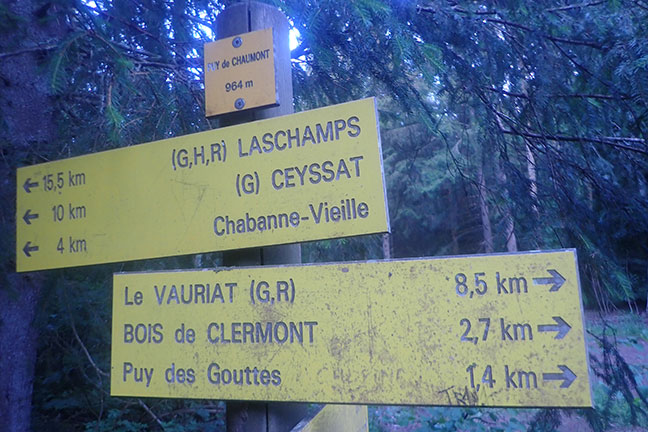 PUY de CHAUMONT
964 m
← 15,5 km (G,H,R) LASCHAMPS
← 10 km (G) CEYSSAT
← 4 km Chabanne-Vieille
Le VAURIAT (G,R) 8,5 km →
BOIS de CLERMONT 2,7 km →
Puy des Gouttes 1,4 km →